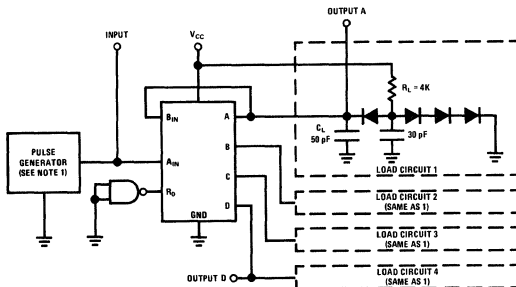 OUTPUT A
INPUT
VCC
RL = 4K
BIN
A
CL
50 pF
30 pF
PULSE
GENERATOR
(SEE NOTE 1)
AIN
B
LOAD CIRCUIT 1
C
R0
LOAD CIRCUIT 2
(SAME AS 1)
D
GND
LOAD CIRCUIT 3
(SAME AS 1)
OUTPUT D
LOAD CIRCUIT 4
(SAME AS 1)